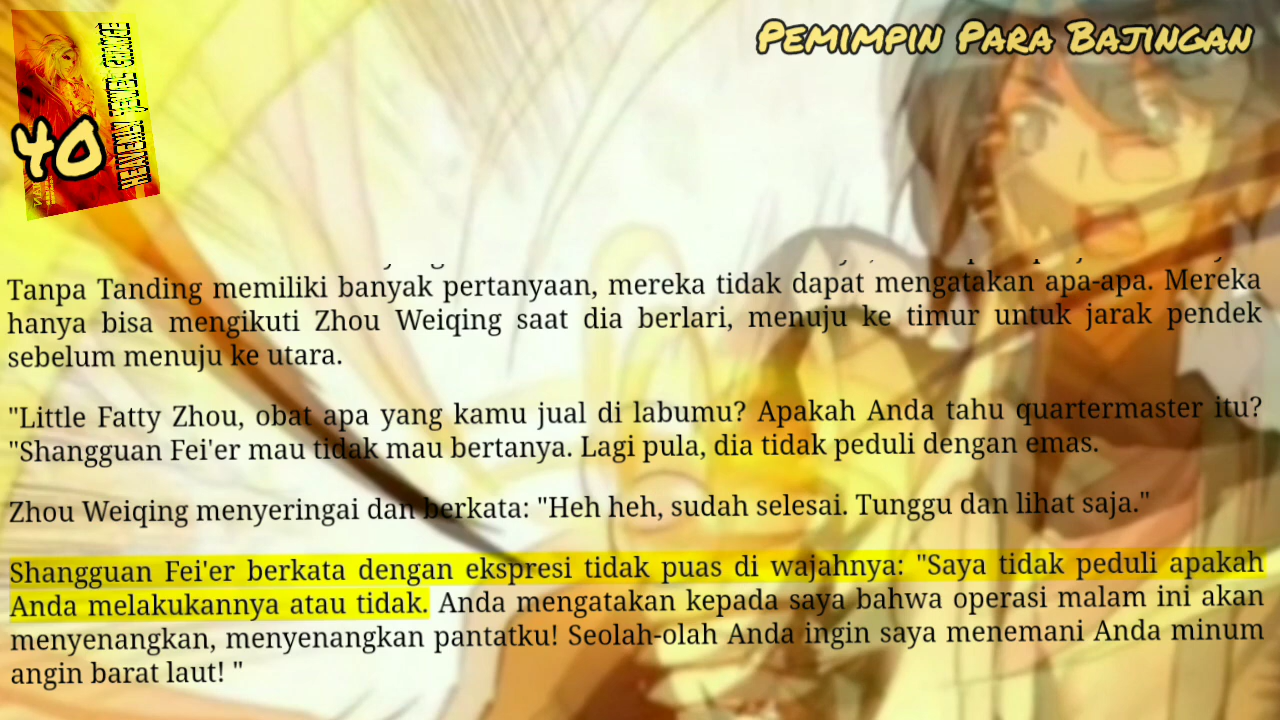 Pemimpin Para Bajingan
40
HEAVENLY JEWEL CHANGE
Tanpa Tanding memiliki banyak pertanyaan, mereka tidak dapat mengatakan apa-apa. Mereka
hanya bisa mengikuti Zhou Weiqing saat dia berlari, menuju ke timur untuk jarak pendek
sebelum menuju ke utara.
"Little Fatty Zhou, obat apa yang kamu jual di labumu? Apakah Anda tahu quartermaster itu?
"Shangguan Fei'er mau tidak mau bertanya. Lagi pula, dia tidak peduli dengan emas.
Zhou Weiqing menyeringai dan berkata: "Heh heh, sudah selesai. Tunggu dan lihat saja."
Shangguan Fei'er berkata dengan ekspresi tidak puas di wajahnya: "Saya tidak peduli apakah
Anda melakukannya atau tidak. Anda mengatakan kepada saya bahwa operasi malam ini akan
menyenangkan, menyenangkan pantatku! Seolah-olah Anda ingin saya menemani Anda minum
angin barat laut! "